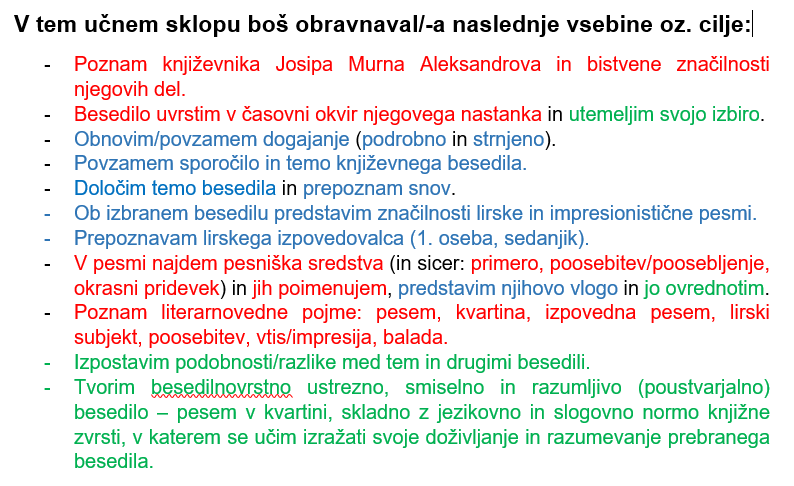 V tem učnem sklopu boš obravnaval/-a naslednje vsebine oz. cilje:
- Poznam književnika Josipa Murna Aleksandrova in bistvene značilnosti
njegovih del.
- Besedilo uvrstim v časovni okvir njegovega nastanka in utemeljim svojo izbiro.
- Obnovim/povzamem dogajanje (podrobno in strnjeno).
- Povzamem sporočilo in temo književnega besedila.
- Določim temo besedila in prepoznam snov.
- Ob izbranem besedilu predstavim značilnosti lirske in impresionistične pesmi.
- Prepoznavam lirskega izpovedovalca (1. oseba, sedanjik).
- V pesmi najdem pesniška sredstva (in sicer: primero, poosebitev/poosebljenje,
okrasni pridevek) in jih poimenujem, predstavim njihovo vlogo in jo ovrednotim.
- Poznam literarnovedne pojme: pesem, kvartina, izpovedna pesem, lirski
subjekt, poosebitev, vtis/impresija, balada.
- Izpostavim podobnosti/razlike med tem in drugimi besedili.
- Tvorim besedilnovrstno ustrezno, smiselno in razumljivo (poustvarjalno)
besedilo – pesem v kvartini, skladno z jezikovno in slogovno normo knjižne
zvrsti, v katerem se učim izražati svoje doživljanje in razumevanje prebranega
besedila.